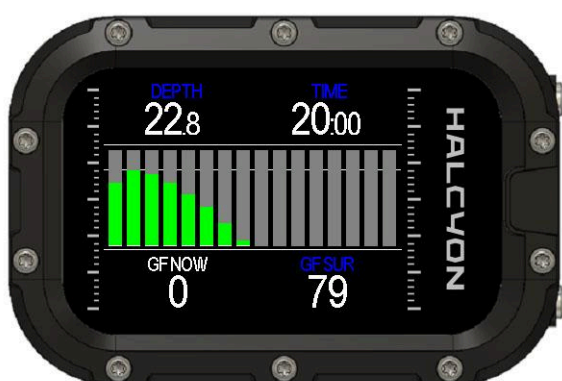 DEPTH TIME
22.8 20:00
GF NOW GF SUR
0 79
HALCYON